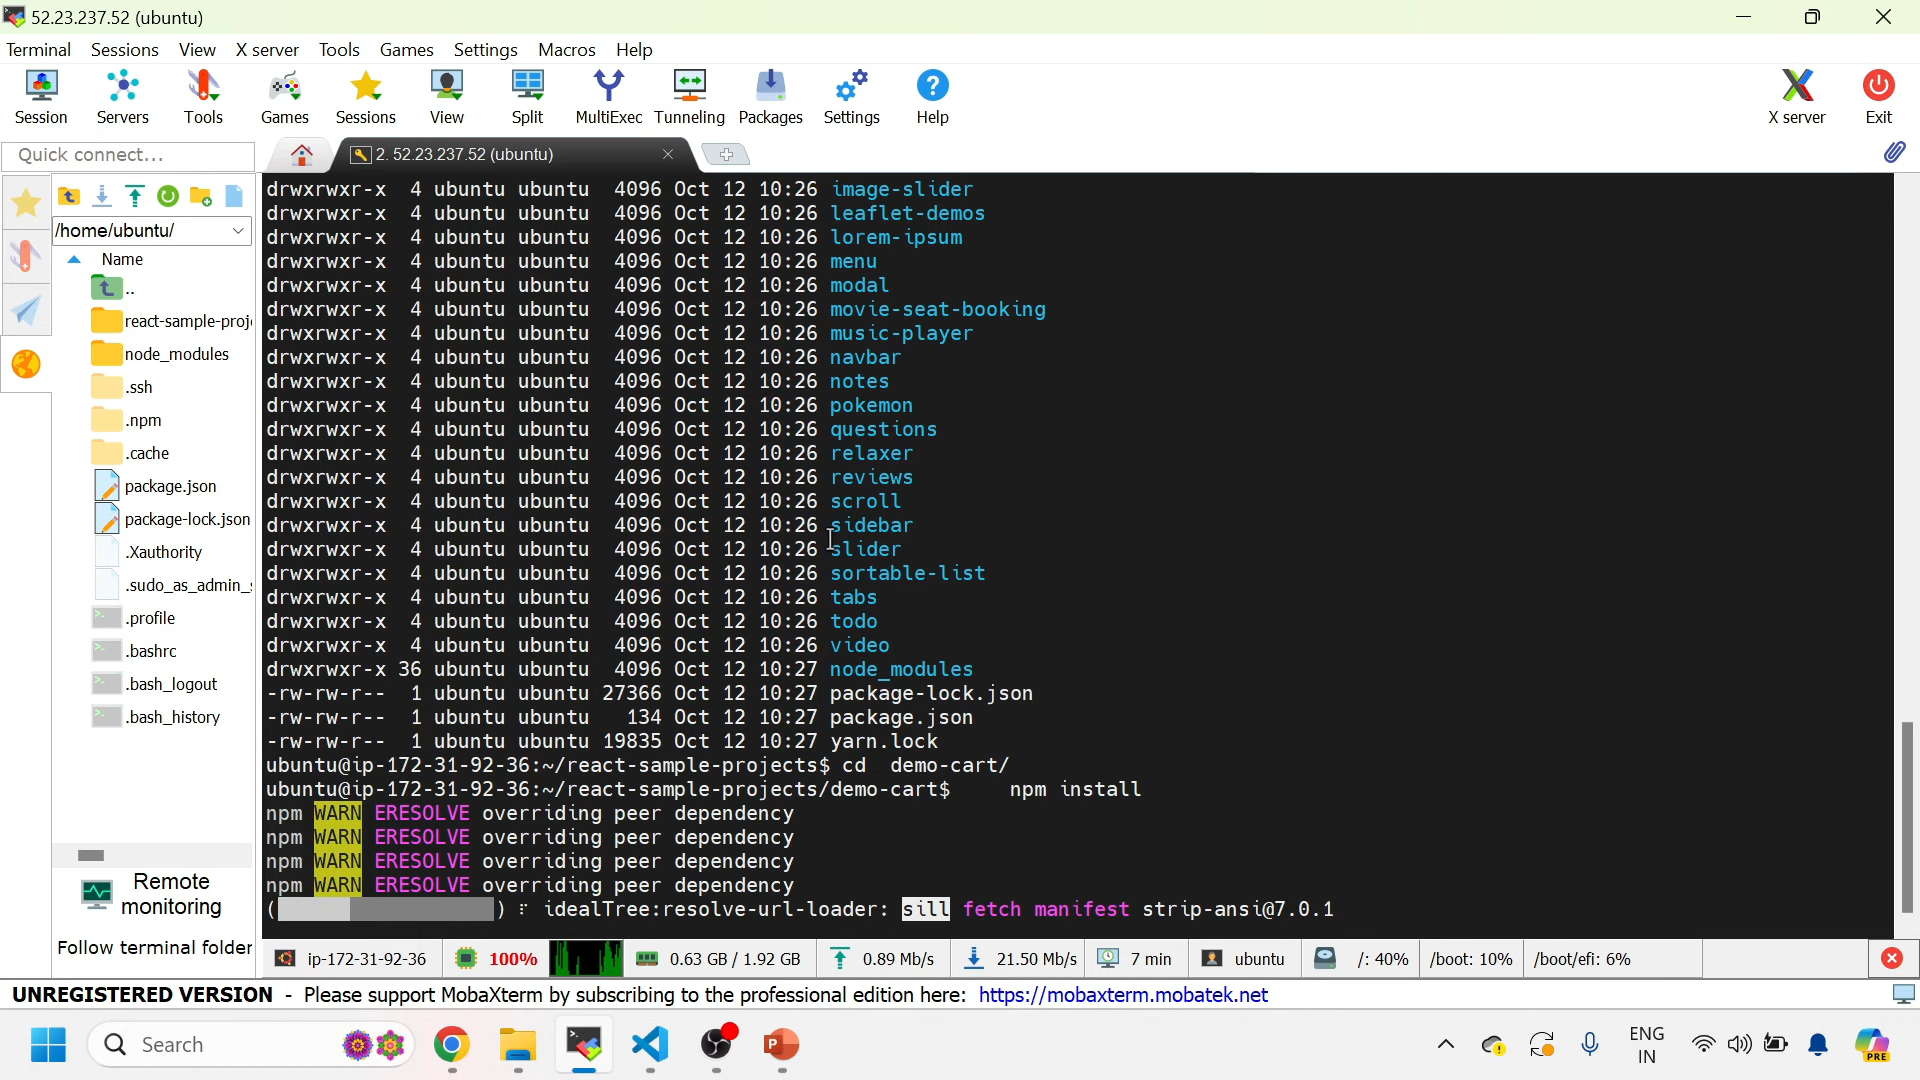 52.23.237.52 (ubuntu)
Terminal Sessions View X server Tools Games Settings Macros Help
Session Servers Tools Games Sessions View Split MultiExec Tunneling Packages Settings Help X server Exit
Quick connect...
2. 52.23.237.52 (ubuntu)
/home/ubuntu/
Name
..
react-sample-proj
node_modules
.ssh
.npm
.cache
package.json
package-lock.json
.Xauthority
.sudo_as_admin_
.profile
.bashrc
.bash_logout
.bash_history
Remote
monitoring
Follow terminal folder
drwxrwxr-x 4 ubuntu ubuntu 4096 Oct 12 10:26 image-slider
drwxrwxr-x 4 ubuntu ubuntu 4096 Oct 12 10:26 leaflet-demos
drwxrwxr-x 4 ubuntu ubuntu 4096 Oct 12 10:26 lorem-ipsum
drwxrwxr-x 4 ubuntu ubuntu 4096 Oct 12 10:26 menu
drwxrwxr-x 4 ubuntu ubuntu 4096 Oct 12 10:26 modal
drwxrwxr-x 4 ubuntu ubuntu 4096 Oct 12 10:26 movie-seat-booking
drwxrwxr-x 4 ubuntu ubuntu 4096 Oct 12 10:26 music-player
drwxrwxr-x 4 ubuntu ubuntu 4096 Oct 12 10:26 navbar
drwxrwxr-x 4 ubuntu ubuntu 4096 Oct 12 10:26 notes
drwxrwxr-x 4 ubuntu ubuntu 4096 Oct 12 10:26 pokemon
drwxrwxr-x 4 ubuntu ubuntu 4096 Oct 12 10:26 questions
drwxrwxr-x 4 ubuntu ubuntu 4096 Oct 12 10:26 relaxer
drwxrwxr-x 4 ubuntu ubuntu 4096 Oct 12 10:26 reviews
drwxrwxr-x 4 ubuntu ubuntu 4096 Oct 12 10:26 scroll
drwxrwxr-x 4 ubuntu ubuntu 4096 Oct 12 10:26 sidebar
drwxrwxr-x 4 ubuntu ubuntu 4096 Oct 12 10:26 slider
drwxrwxr-x 4 ubuntu ubuntu 4096 Oct 12 10:26 sortable-list
drwxrwxr-x 4 ubuntu ubuntu 4096 Oct 12 10:26 tabs
drwxrwxr-x 4 ubuntu ubuntu 4096 Oct 12 10:26 todo
drwxrwxr-x 4 ubuntu ubuntu 4096 Oct 12 10:26 video
drwxrwxr-x 36 ubuntu ubuntu 4096 Oct 12 10:27 node_modules
-rw-rw-r-- 1 ubuntu ubuntu 27366 Oct 12 10:27 package-lock.json
-rw-rw-r-- 1 ubuntu ubuntu 134 Oct 12 10:27 package.json
-rw-rw-r-- 1 ubuntu ubuntu 19835 Oct 12 10:27 yarn.lock
ubuntu@ip-172-31-92-36:~/react-sample-projects$ cd demo-cart/
ubuntu@ip-172-31-92-36:~/react-sample-projects/demo-cart$ npm install
npm WARN ERESOLVE overriding peer dependency
npm WARN ERESOLVE overriding peer dependency
npm WARN ERESOLVE overriding peer dependency
npm WARN ERESOLVE overriding peer dependency
( ) ⠏ idealTree:resolve-url-loader: sill fetch manifest strip-ansi@7.0.1
ip-172-31-92-36 100% 0.63 GB / 1.92 GB 0.89 Mb/s 21.50 Mb/s 7 min ubuntu /: 40% /boot: 10% /boot/efi: 6%
UNREGISTERED VERSION - Please support MobaXterm by subscribing to the professional edition here: https://mobaxterm.mobatek.net
Search
ENG
IN
PRE